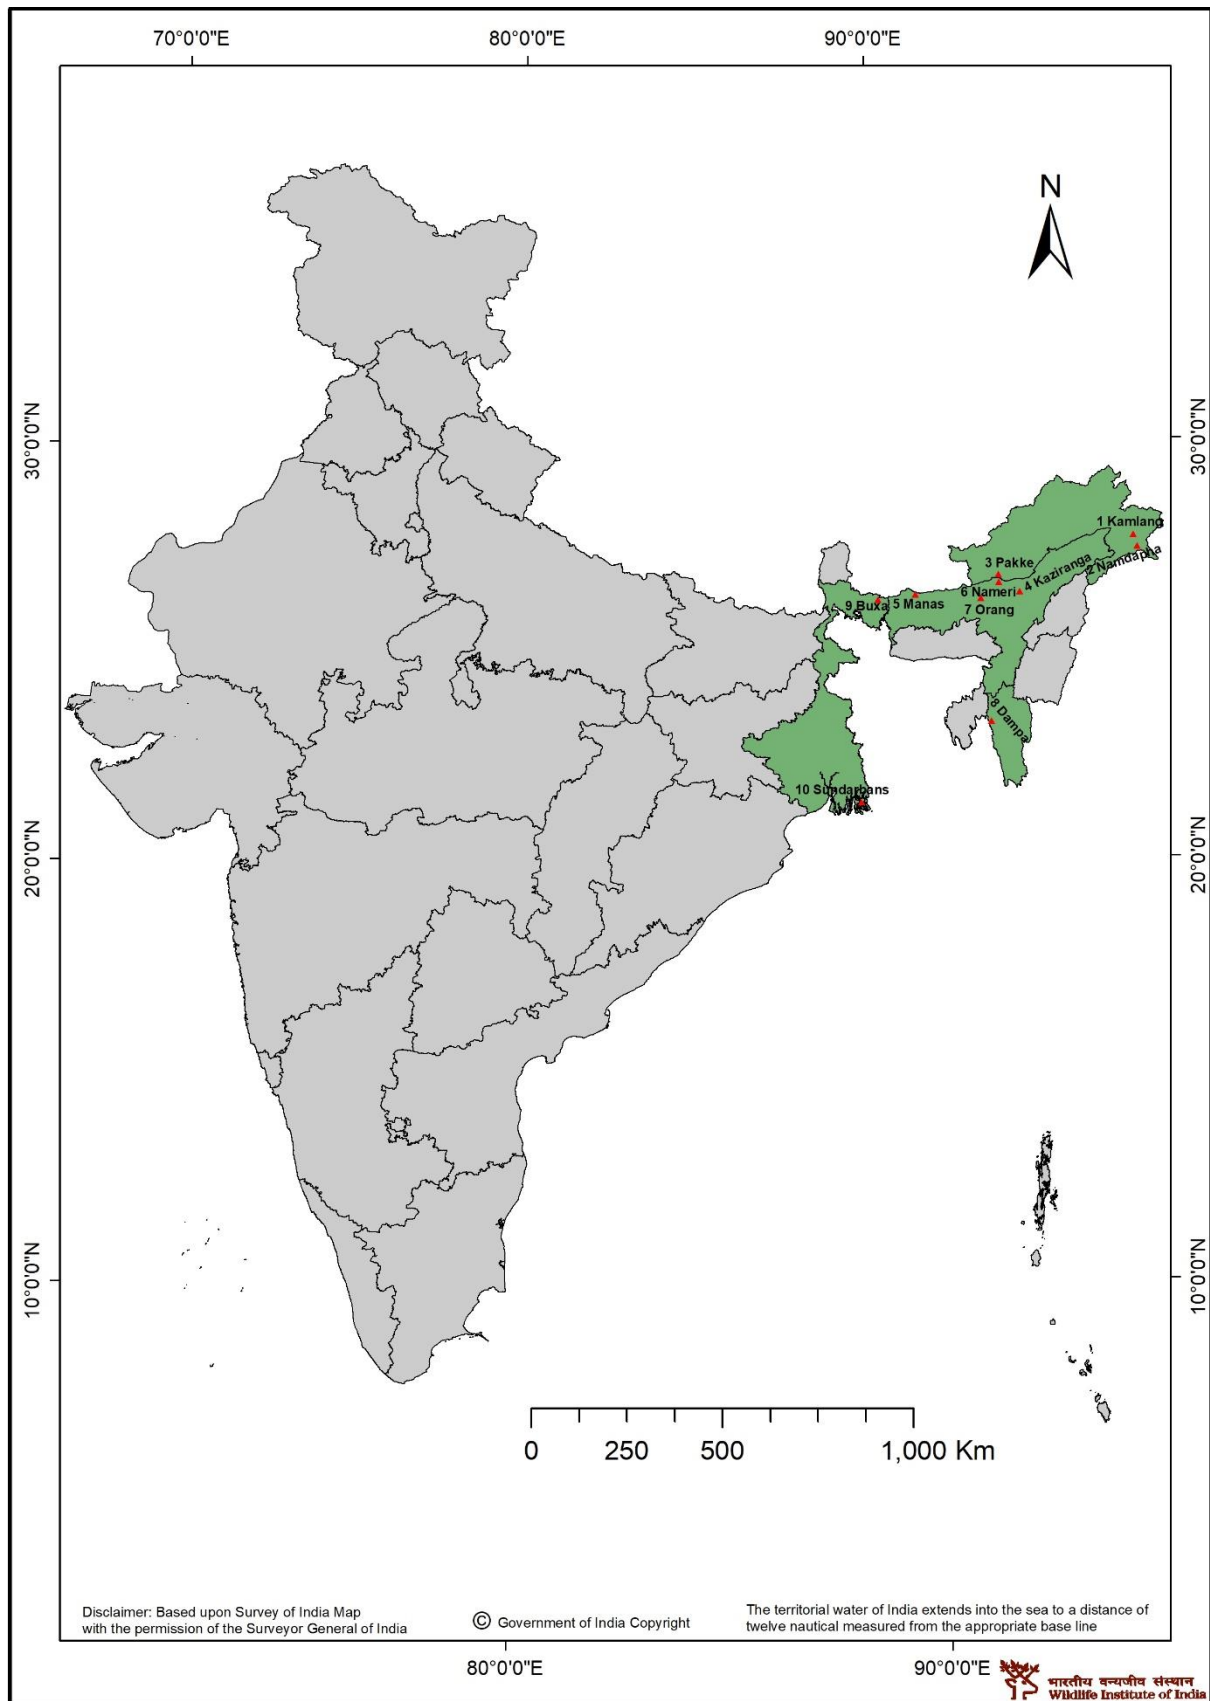 70°0'0"E 80°0'0"E 90°0'0"E
N
30°0'0"N 30°0'0"N
1 Kamlang
2 Namdapha
3 Pakke
4 Kaziranga
6 Nameri
9 Buxa 5 Manas
7 Orang
8 Dampa
10 Sundarbans
20°0'0"N 20°0'0"N
10°0'0"N 10°0'0"N
0 250 500 1,000 Km
Disclaimer: Based upon Survey of India Map
with the permission of the Surveyor General of India
© Government of India Copyright
The territorial water of India extends into the sea to a distance of
twelve nautical measured from the appropriate base line
80°0'0"E 90°0'0"E
भारतीय वन्यजीव संस्थान
Wildlife Institute of India